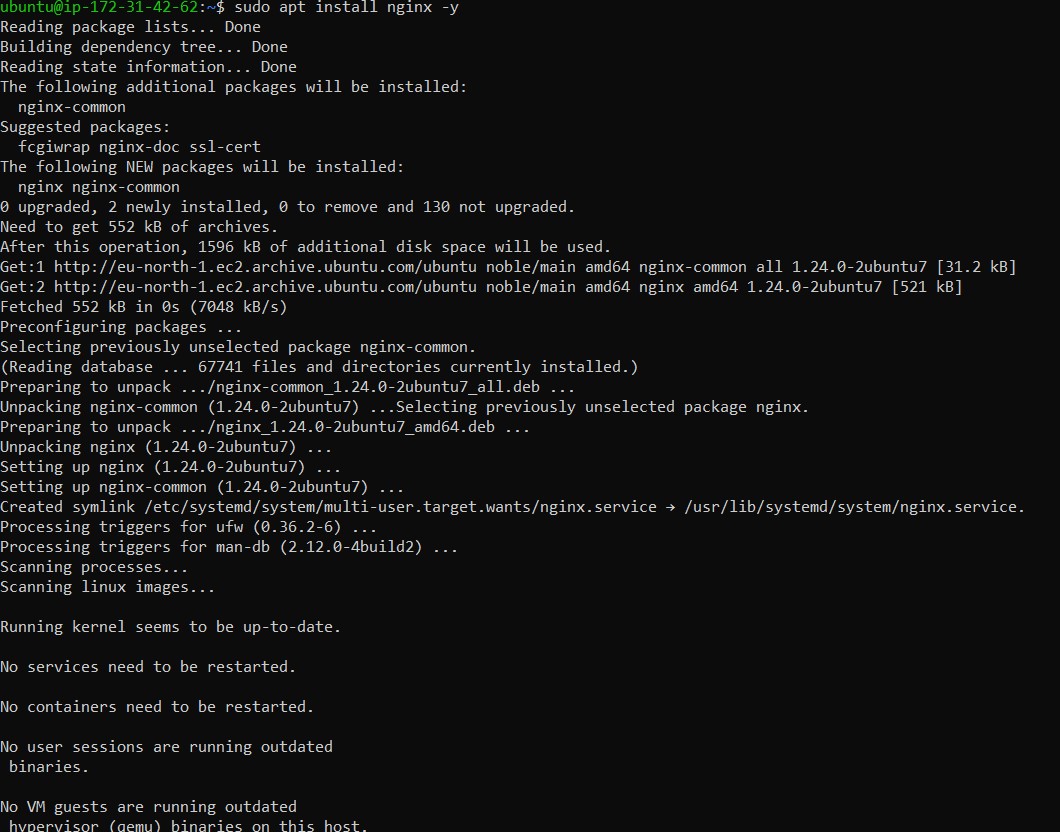 ubuntu@ip-172-31-42-62:~$ sudo apt install nginx -y
Reading package lists... Done
Building dependency tree... Done
Reading state information... Done
The following additional packages will be installed:
  nginx-common
Suggested packages:
  fcgiwrap nginx-doc ssl-cert
The following NEW packages will be installed:
  nginx nginx-common
0 upgraded, 2 newly installed, 0 to remove and 130 not upgraded.
Need to get 552 kB of archives.
After this operation, 1596 kB of additional disk space will be used.
Get:1 http://eu-north-1.ec2.archive.ubuntu.com/ubuntu noble/main amd64 nginx-common all 1.24.0-2ubuntu7 [31.2 kB]
Get:2 http://eu-north-1.ec2.archive.ubuntu.com/ubuntu noble/main amd64 nginx amd64 1.24.0-2ubuntu7 [521 kB]
Fetched 552 kB in 0s (7048 kB/s)
Preconfiguring packages ...
Selecting previously unselected package nginx-common.
(Reading database ... 67741 files and directories currently installed.)
Preparing to unpack .../nginx-common_1.24.0-2ubuntu7_all.deb ...
Unpacking nginx-common (1.24.0-2ubuntu7) ...Selecting previously unselected package nginx.
Preparing to unpack .../nginx_1.24.0-2ubuntu7_amd64.deb ...
Unpacking nginx (1.24.0-2ubuntu7) ...
Setting up nginx (1.24.0-2ubuntu7) ...
Setting up nginx-common (1.24.0-2ubuntu7) ...
Created symlink /etc/systemd/system/multi-user.target.wants/nginx.service → /usr/lib/systemd/system/nginx.service.
Processing triggers for ufw (0.36.2-6) ...
Processing triggers for man-db (2.12.0-4build2) ...
Scanning processes...
Scanning linux images...

Running kernel seems to be up-to-date.

No services need to be restarted.

No containers need to be restarted.

No user sessions are running outdated
 binaries.

No VM guests are running outdated
 hypervisor (qemu) binaries on this host.